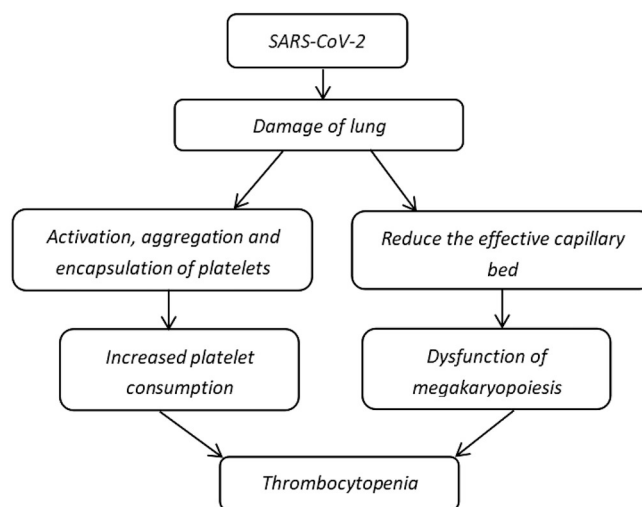 SARS-CoV-2
Damage of lung
Activation, aggregation and
encapsulation of platelets
Reduce the effective capillary
bed
Increased platelet
consumption
Dysfunction of
megakaryopoiesis
Thrombocytopenia